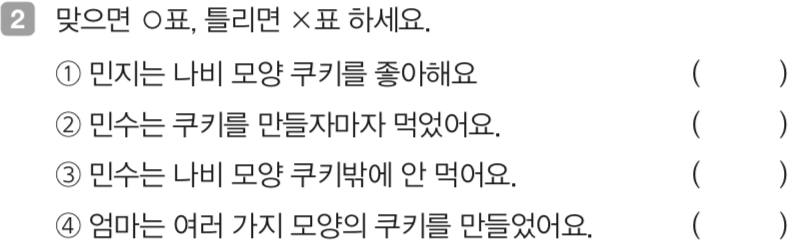 2 맞으면 ○표, 틀리면 ×표 하세요.
① 민지는 나비 모양 쿠키를 좋아해요 ( )
② 민수는 쿠키를 만들자마자 먹었어요. ( )
③ 민수는 나비 모양 쿠키밖에 안 먹어요. ( )
④ 엄마는 여러 가지 모양의 쿠키를 만들었어요. ( )